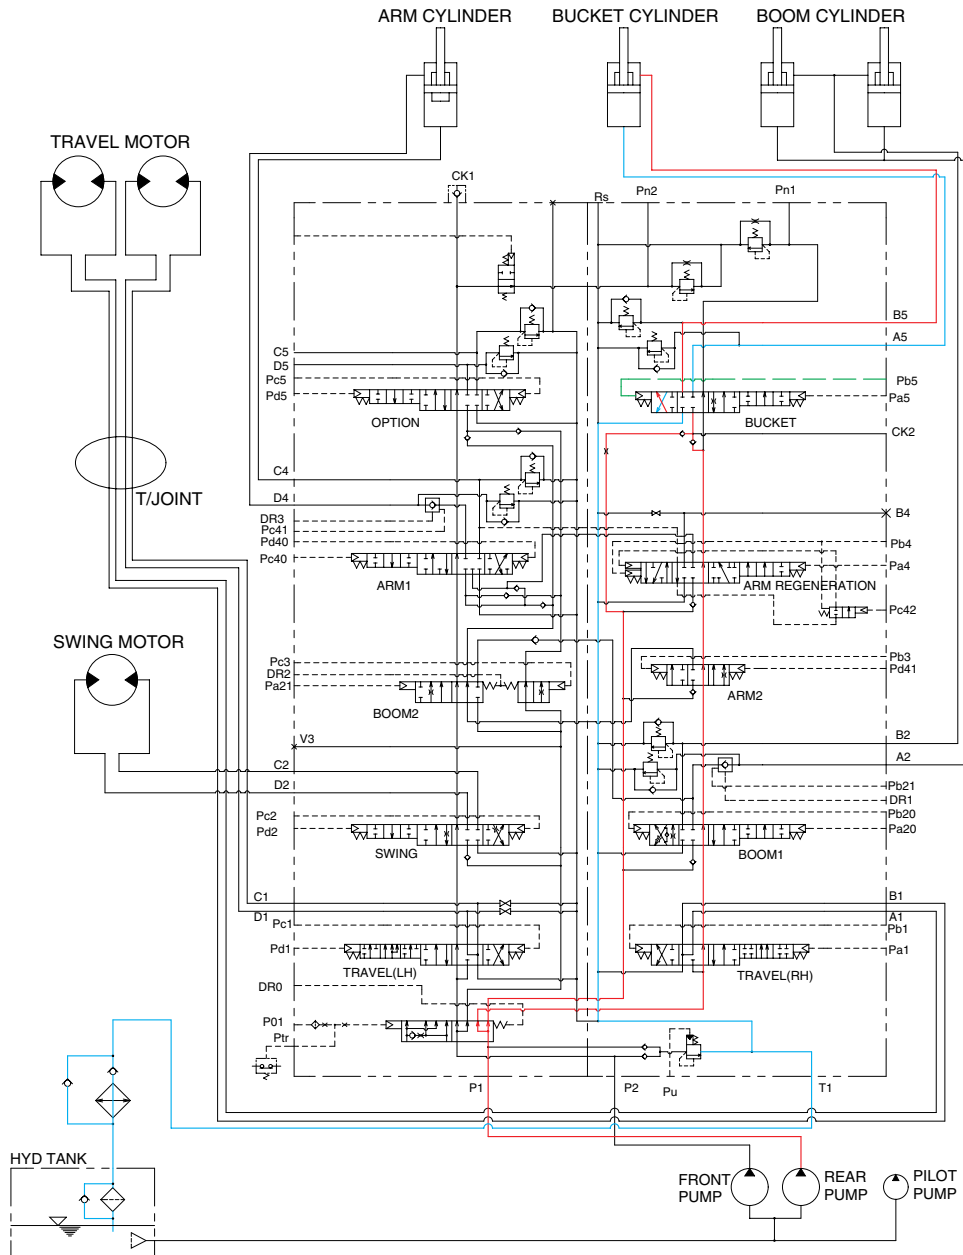 ARM CYLINDER
BUCKET CYLINDER
BOOM CYLINDER
TRAVEL MOTOR
CK1
Rs
Pn2
Pn1
B5
A5
C5
D5
Pc5
Pd5
Pb5
Pa5
OPTION
BUCKET
CK2
T/JOINT
C4
D4
DR3
Pc41
Pd40
Pc40
B4
Pb4
Pa4
ARM1
ARM REGENERATION
Pc42
SWING MOTOR
Pc3
DR2
Pa21
Pb3
Pd41
BOOM2
ARM2
V3
B2
C2
A2
D2
Pb21
DR1
Pc2
Pd2
Pb20
Pa20
SWING
BOOM1
C1
D1
Pc1
Pd1
B1
A1
Pb1
Pa1
TRAVEL(LH)
TRAVEL(RH)
DR0
P01
Ptr
P1
P2
Pu
T1
HYD TANK
FRONT
PUMP
REAR
PUMP
PILOT
PUMP